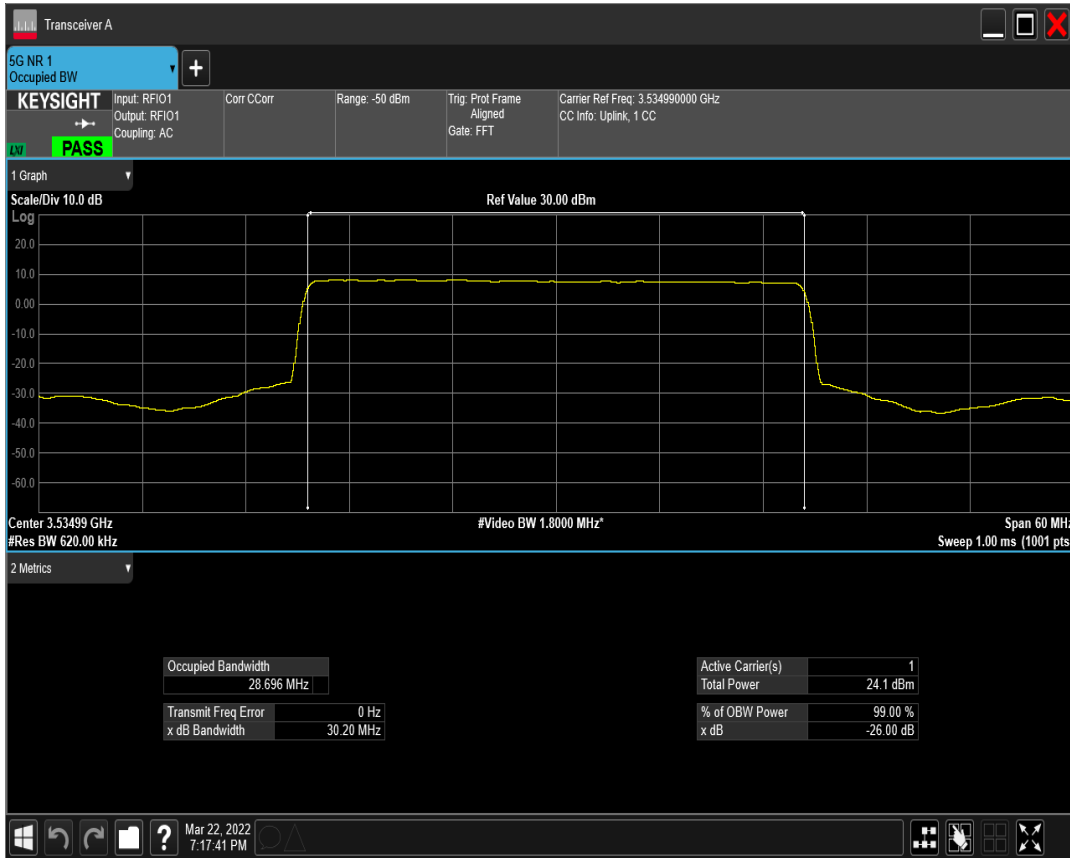 Transceiver A
5G NR 1
Occupied BW
KEYSIGHT
LXI
PASS
Input: RFIO1
Output: RFIO1
Coupling: AC
Corr CCorr
Range: -50 dBm
Trig: Prot Frame
Aligned
Gate: FFT
Carrier Ref Freq: 3.534990000 GHz
CC Info: Uplink, 1 CC
1 Graph
Scale/Div 10.0 dB
Ref Value 30.00 dBm
Log
20.0
10.0
0.00
-10.0
-20.0
-30.0
-40.0
-50.0
-60.0
Center 3.53499 GHz
#Video BW 1.8000 MHz*
Span 60 MHz
#Res BW 620.00 kHz
Sweep 1.00 ms (1001 pts
2 Metrics
Occupied Bandwidth
28.696 MHz
Transmit Freq Error 0 Hz
x dB Bandwidth 30.20 MHz
Active Carrier(s) 1
Total Power 24.1 dBm
% of OBW Power 99.00 %
x dB -26.00 dB
?
Mar 22, 2022
7:17:41 PM